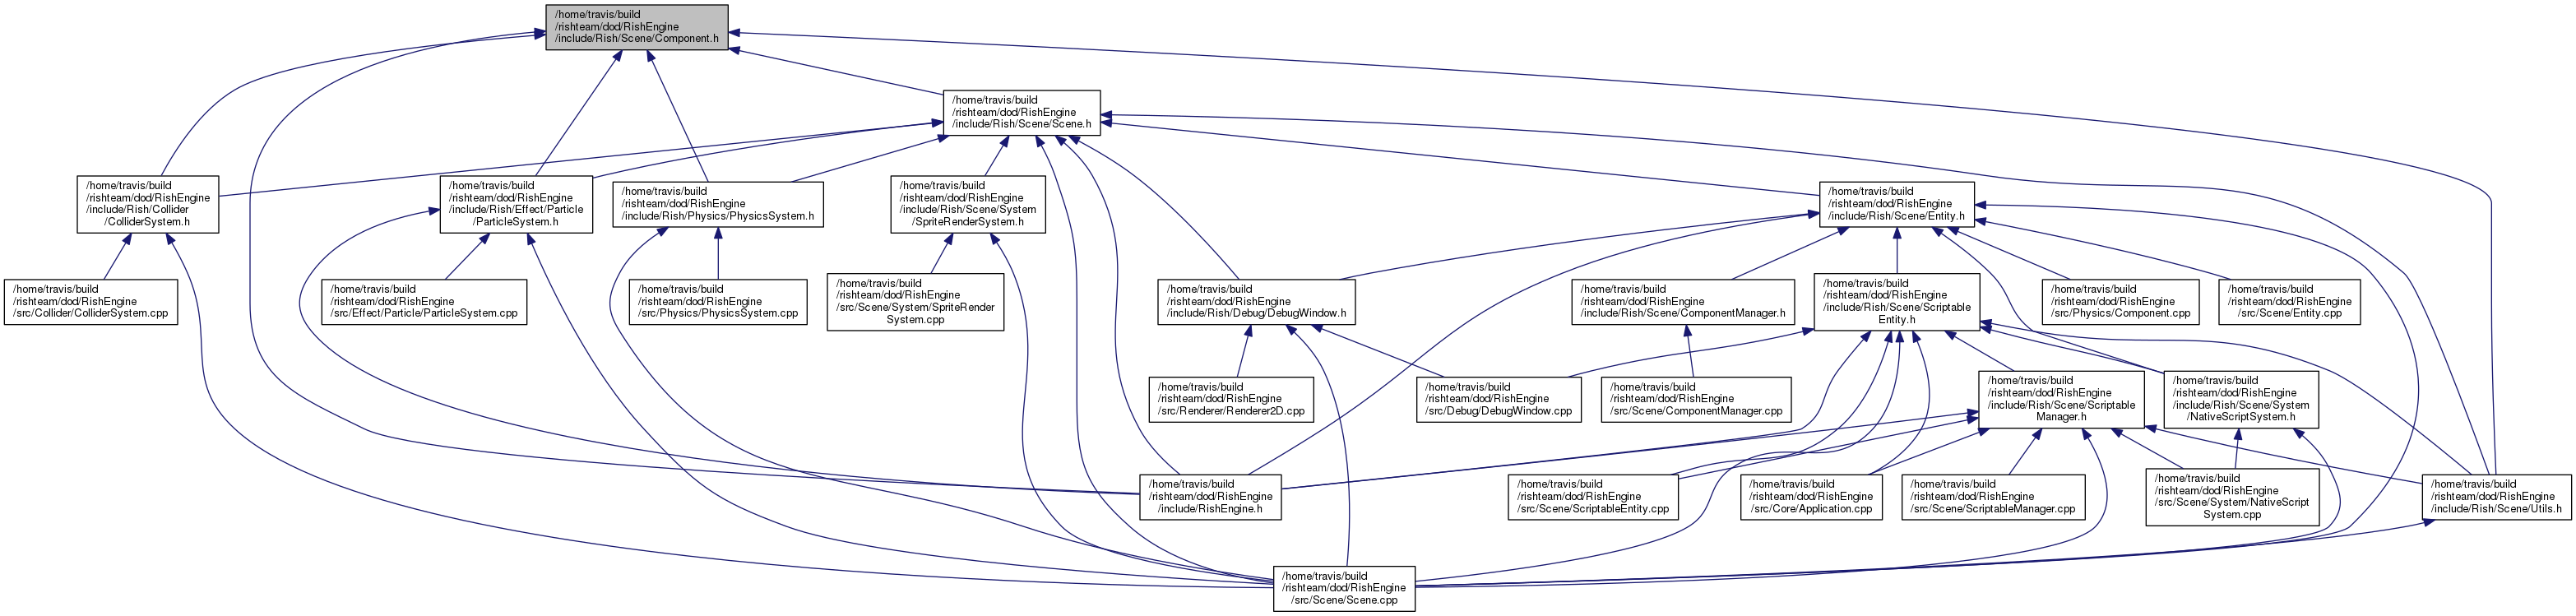 /home/travis/build
/rishteam/dod/RishEngine
/include/Rish/Scene/Component.h
/home/travis/build
/rishteam/dod/RishEngine
/include/Rish/Scene/Scene.h
/home/travis/build
/rishteam/dod/RishEngine
/include/Rish/Collider
/ColliderSystem.h
/home/travis/build
/rishteam/dod/RishEngine
/include/Rish/Effect/Particle
/ParticleSystem.h
/home/travis/build
/rishteam/dod/RishEngine
/include/Rish/Physics/PhysicsSystem.h
/home/travis/build
/rishteam/dod/RishEngine
/include/Rish/Scene/System
/SpriteRenderSystem.h
/home/travis/build
/rishteam/dod/RishEngine
/include/Rish/Scene/Entity.h
/home/travis/build
/rishteam/dod/RishEngine
/src/Collider/ColliderSystem.cpp
/home/travis/build
/rishteam/dod/RishEngine
/src/Effect/Particle/ParticleSystem.cpp
/home/travis/build
/rishteam/dod/RishEngine
/src/Physics/PhysicsSystem.cpp
/home/travis/build
/rishteam/dod/RishEngine
/src/Scene/System/SpriteRender
System.cpp
/home/travis/build
/rishteam/dod/RishEngine
/include/Rish/Debug/DebugWindow.h
/home/travis/build
/rishteam/dod/RishEngine
/include/Rish/Scene/ComponentManager.h
/home/travis/build
/rishteam/dod/RishEngine
/include/Rish/Scene/Scriptable
Entity.h
/home/travis/build
/rishteam/dod/RishEngine
/src/Physics/Component.cpp
/home/travis/build
/rishteam/dod/RishEngine
/src/Scene/Entity.cpp
/home/travis/build
/rishteam/dod/RishEngine
/src/Renderer/Renderer2D.cpp
/home/travis/build
/rishteam/dod/RishEngine
/src/Debug/DebugWindow.cpp
/home/travis/build
/rishteam/dod/RishEngine
/src/Scene/ComponentManager.cpp
/home/travis/build
/rishteam/dod/RishEngine
/include/Rish/Scene/Scriptable
Manager.h
/home/travis/build
/rishteam/dod/RishEngine
/include/Rish/Scene/System
/NativeScriptSystem.h
/home/travis/build
/rishteam/dod/RishEngine
/include/RishEngine.h
/home/travis/build
/rishteam/dod/RishEngine
/src/Scene/ScriptableEntity.cpp
/home/travis/build
/rishteam/dod/RishEngine
/src/Core/Application.cpp
/home/travis/build
/rishteam/dod/RishEngine
/src/Scene/ScriptableManager.cpp
/home/travis/build
/rishteam/dod/RishEngine
/src/Scene/System/NativeScript
System.cpp
/home/travis/build
/rishteam/dod/RishEngine
/include/Rish/Scene/Utils.h
/home/travis/build
/rishteam/dod/RishEngine
/src/Scene/Scene.cpp